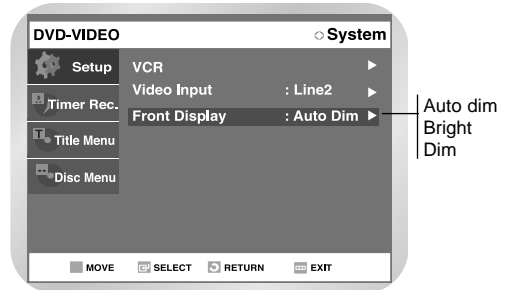 DVD-VIDEO
System
Setup
VCR
Video Input : Line2
Timer Rec.
Front Display : Auto Dim
Title Menu
Disc Menu
MOVE SELECT RETURN EXIT
Auto dim
Bright
Dim